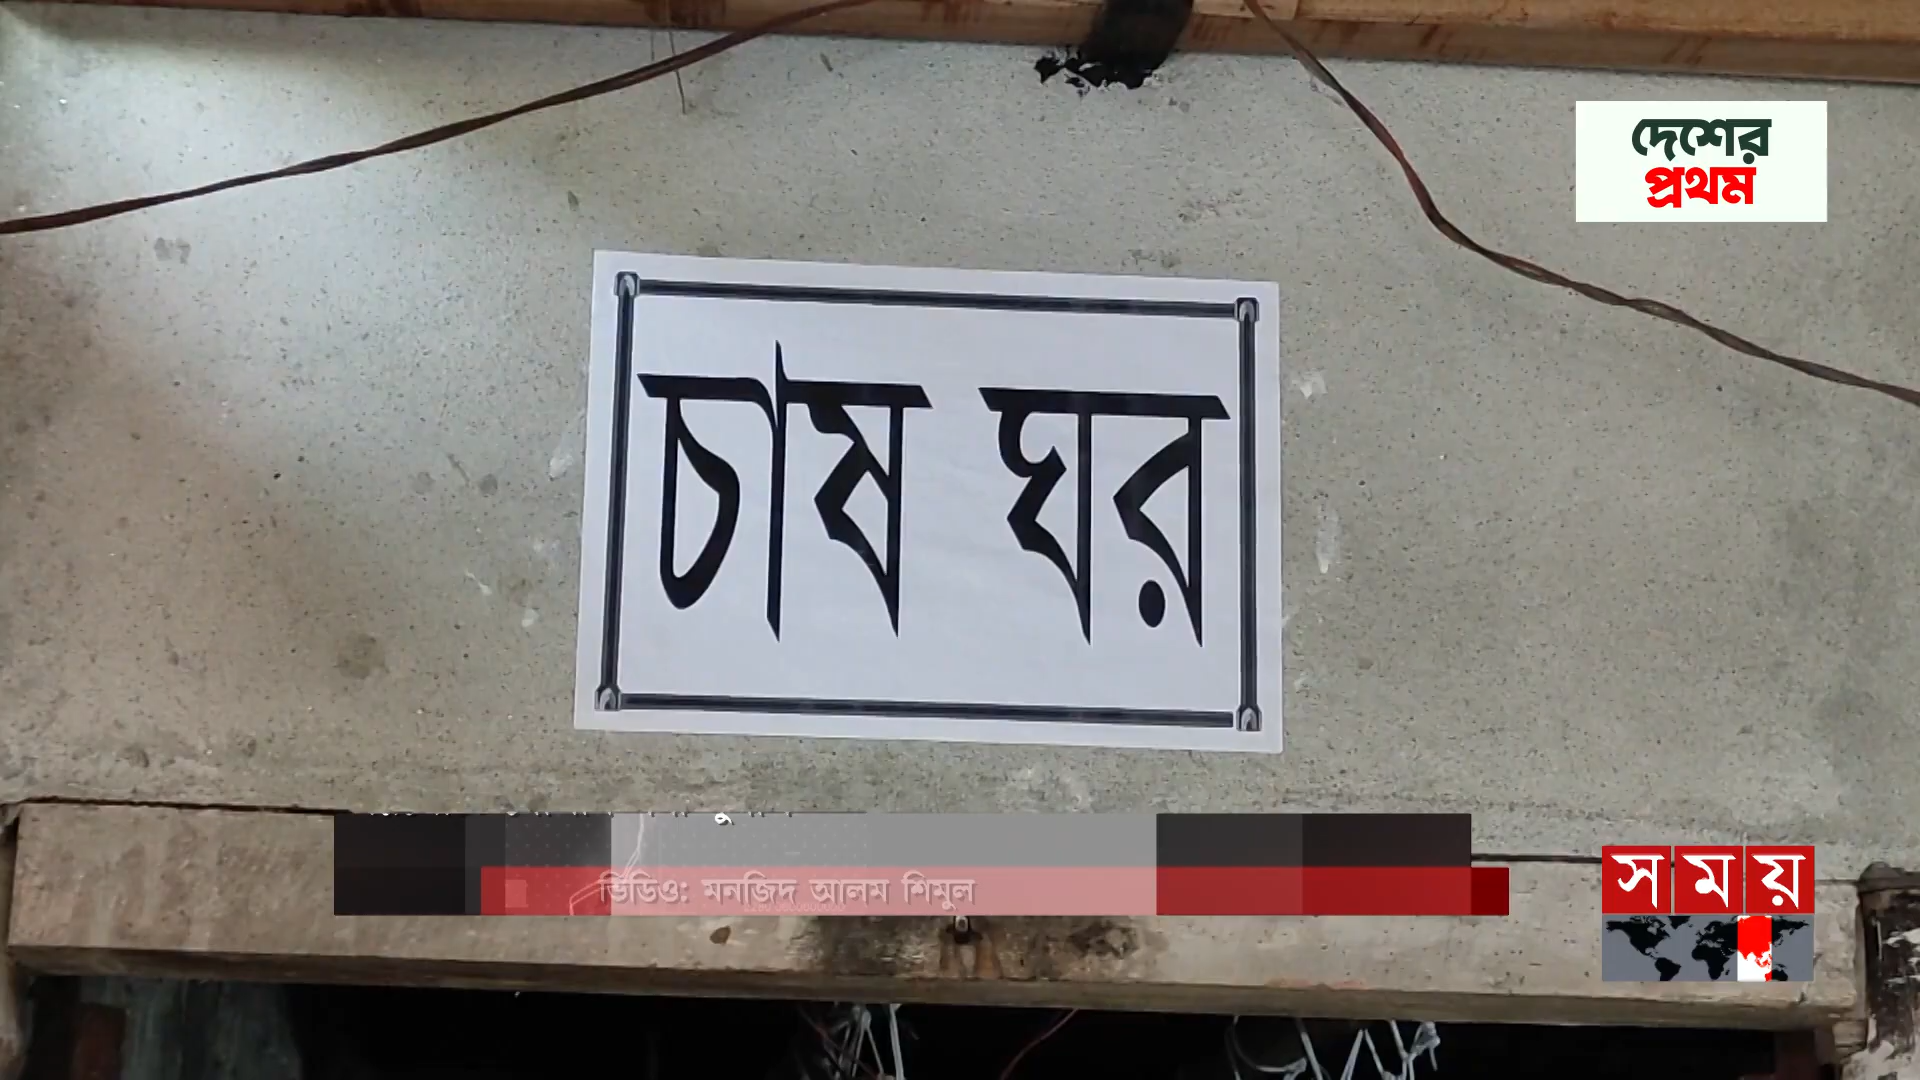 দেশের
প্রথম
চাষ ঘর
ভিডিও: মনজিদ আলম শিমুল
সময়